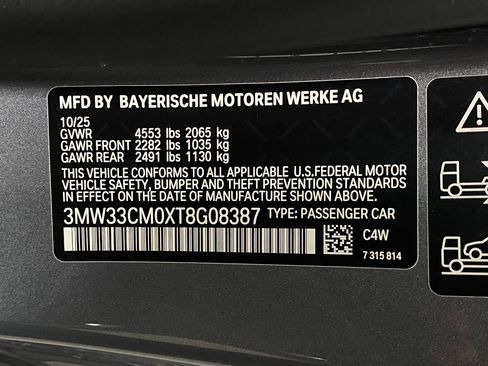 MFD BY BAYERISCHE MOTOREN WERKE AG
10/25
GVWR 4553 lbs 2065 kg
GAWR FRONT 2282 lbs 1035 kg
GAWR REAR 2491 lbs 1130 kg
THIS VEHICLE CONFORMS TO ALL APPLICABLE U.S.FEDERAL MOTOR
VEHICLE SAFETY, BUMPER AND THEFT PREVENTION STANDARDS IN
EFFECT ON THE DATE OF MANUFACTURE SHOWN ABOVE.
3MW33CM0XT8G08387 TYPE: PASSENGER CAR
C4W
7 315 814